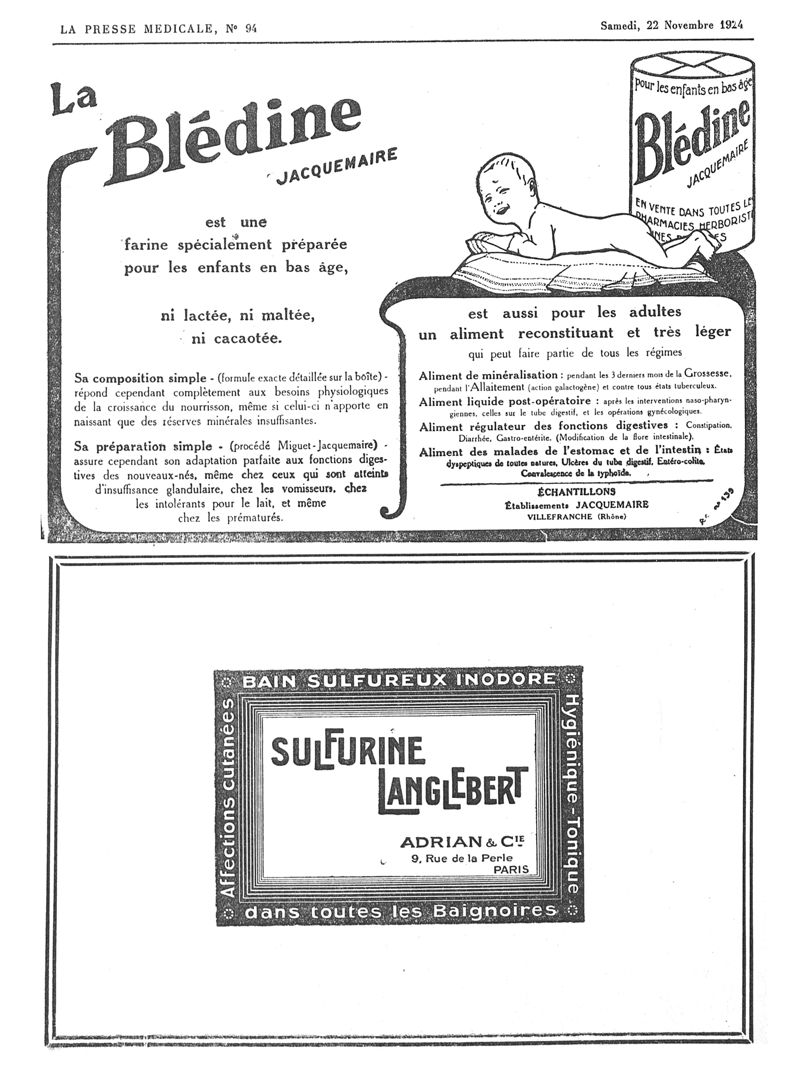 LA PRESSE MEDICALE, N° 94
Samedi, 22 Novembre 1924
La
Blédine
JACQUEMAIRE
est une
farine spécialement préparée
pour les enfants en bas âge,
ni lactée, ni maltée,
ni cacaotée.
Sa composition simple - (formule exacte détaillée sur la boîte) -
répond cependant complètement aux besoins physiologiques
de la croissance du nourrisson, même si celui-ci n'apporte en
naissant que des réserves minérales insuffisantes.
Sa préparation simple - (procédé Miguet-Jacquemaire) -
assure cependant son adaptation parfaite aux fonctions diges-
tives des nouveaux-nés, même chez ceux qui sont atteints
d'insuffisance glandulaire, chez les vomisseurs, chez
les intolérants pour le lait, et même
chez les prématurés.
pour les enfants en bas âge
Blédine
JACQUEMAIRE
EN VENTE DANS TOUTES LES
PHARMACIES HERBORISTE
est aussi pour les adultes
un aliment reconstituant et très léger
qui peut faire partie de tous les régimes
Aliment de minéralisation : pendant les 3 derniers mois de la Grossesse,
pendant l'Allaitement (action galactogène) et contre tous états tuberculeux.
Aliment liquide post-opératoire : après les interventions naso-pharyn-
giennes, celles sur le tube digestif, et les opérations gynécologiques.
Aliment régulateur des fonctions digestives : Constipation,
Diarrhée, Gastro-entérite. (Modification de la flore intestinale).
Aliment des malades de l'estomac et de l'intestin : États
dyspeptiques de toutes natures, Ulcères du tube digestif, Entéro-colite,
Convalescence de la typhoïde.
ÉCHANTILLONS
Établissements JACQUEMAIRE
VILLEFRANCHE (Rhône)
BAIN SULFUREUX INODORE
Affections cutanées
Hygiénique - Tonique
SULFURINE
LANGLEBERT
ADRIAN & CIE
9, Rue de la Perle
PARIS
dans toutes les Baignoires